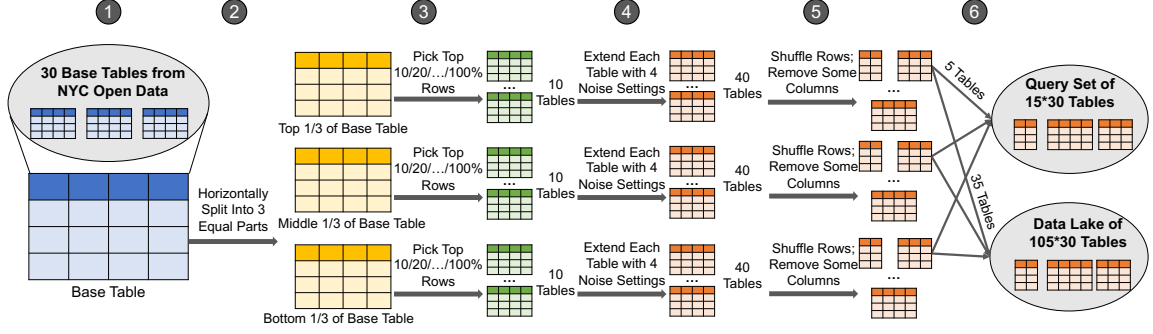 1
2
3
4
5
6
30 Base Tables from
NYC Open Data
Base Table
Horizontally
Split Into 3
Equal Parts
Top 1/3 of Base Table
Pick Top
10/20/.../100%
Rows
...
10
Tables
Extend Each
Table with 4
Noise Settings
...
40
Tables
Shuffle Rows;
Remove Some
Columns
...
Middle 1/3 of Base Table
Pick Top
10/20/.../100%
Rows
...
10
Tables
Extend Each
Table with 4
Noise Settings
...
40
Tables
Shuffle Rows;
Remove Some
Columns
...
Bottom 1/3 of Base Table
Pick Top
10/20/.../100%
Rows
...
10
Tables
Extend Each
Table with 4
Noise Settings
...
40
Tables
Shuffle Rows;
Remove Some
Columns
...
5 Tables
35 Tables
Query Set of
15*30 Tables
Data Lake of
105*30 Tables